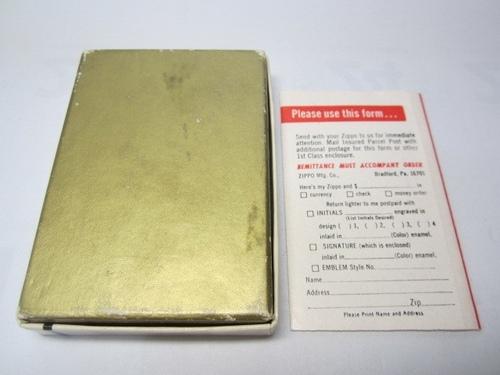 Please use this form...
Send with your Zippo to us for immediate
attention. Mail Insured Parcel Post with
additional postage for this form or other
1st Class enclosure.
REMITTANCE MUST ACCOMPANY ORDER
ZIPPO Mfg. Co., Bradford, Pa. 16701
Here's my Zippo and $ in
currency check money order
Return lighter to me postpaid with
INITIALS engraved in
(List Initials Desired)
design ( )1, ( )2, ( )3, ( )4
inlaid in (Color) enamel.
SIGNATURE (which is enclosed)
inlaid in (Color) enamel.
EMBLEM Style No.
Name
Address
Zip
Please Print Name and Address